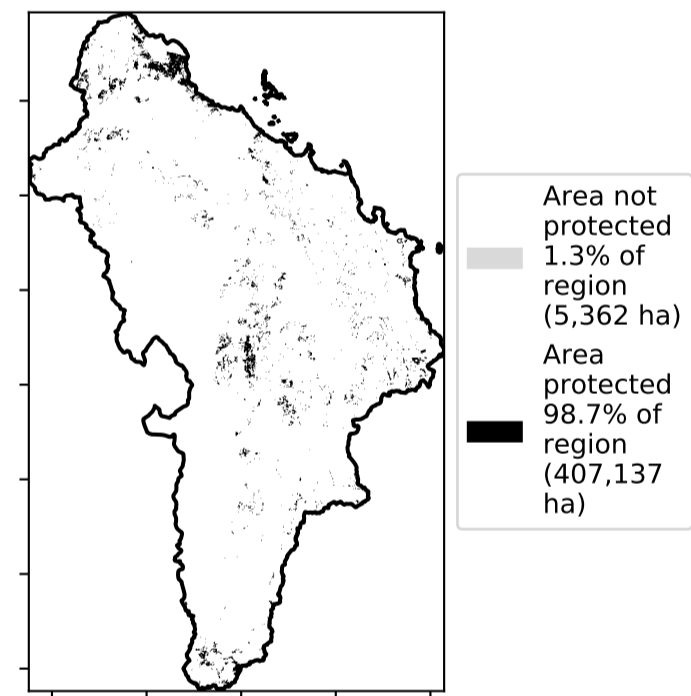 Area not
protected
1.3% of
region
(5,362 ha)
Area
protected
98.7% of
region
(407,137
ha)